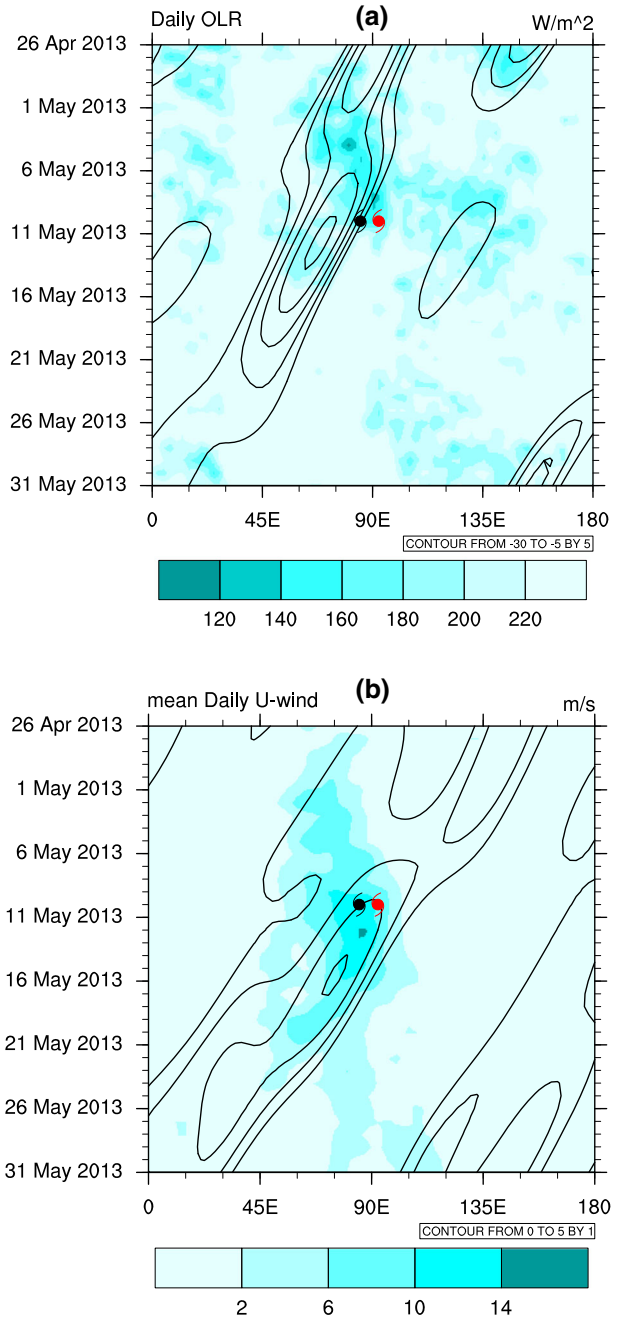 Daily OLR (a) W/m^2
26 Apr 2013
1 May 2013
6 May 2013
11 May 2013
16 May 2013
21 May 2013
26 May 2013
31 May 2013
0 45E 90E 135E 180
CONTOUR FROM -30 TO -5 BY 5
120 140 160 180 200 220
mean Daily U-wind (b) m/s
26 Apr 2013
1 May 2013
6 May 2013
11 May 2013
16 May 2013
21 May 2013
26 May 2013
31 May 2013
0 45E 90E 135E 180
CONTOUR FROM 0 TO 5 BY 1
2 6 10 14